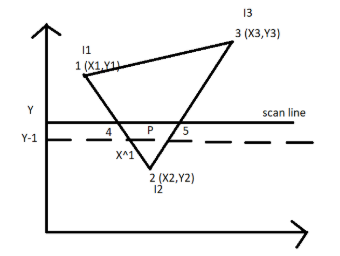 I3
3 (X3,Y3)
I1
1 (X1,Y1)
Y
scan line
Y-1
4
P
5
X^1
2 (X2,Y2)
I2